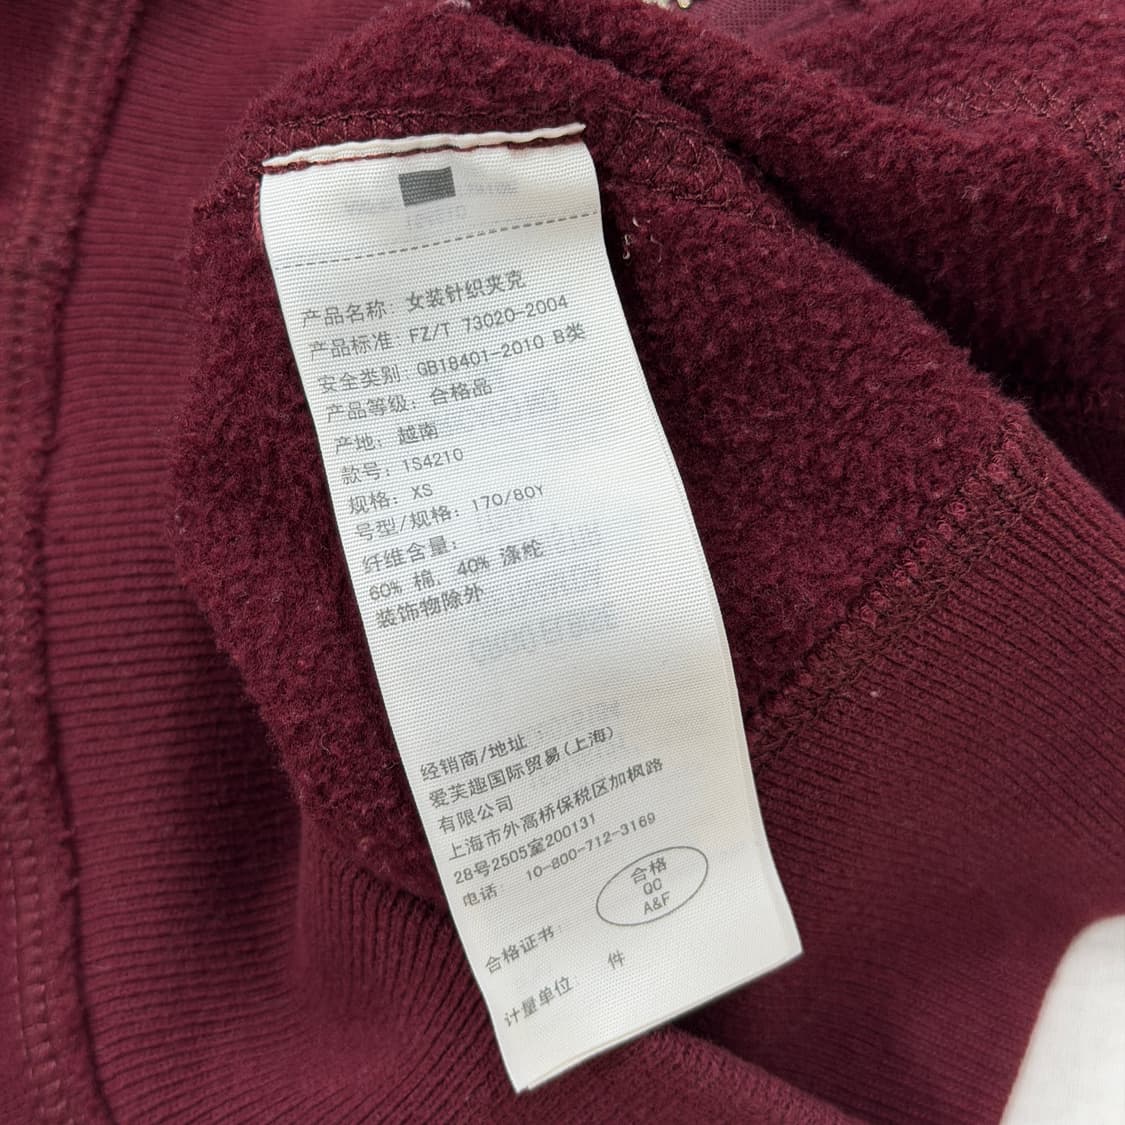 产品名称: 女装针织夹克
产品标准: FZ/T 73020-2004
安全类别: GB18401-2010 B类
产品等级: 合格品
产地: 越南
款号: 1S4210
规格: XS
号型/规格: 170/80Y
纤维含量:
60% 棉, 40% 涤纶
装饰物除外
经销商/地址:
爱芙趣国际贸易(上海)
有限公司
上海市外高桥保税区加枫路
28号2505室200131
电话: 10-800-712-3169
合格
QC
A&F
合格证书:
计量单位: 件